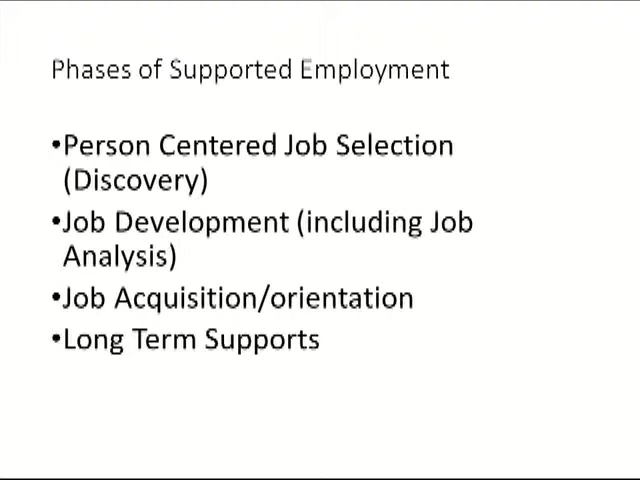 Phases of Supported Employment
•Person Centered Job Selection
(Discovery)
•Job Development (including Job
Analysis)
•Job Acquisition/orientation
•Long Term Supports